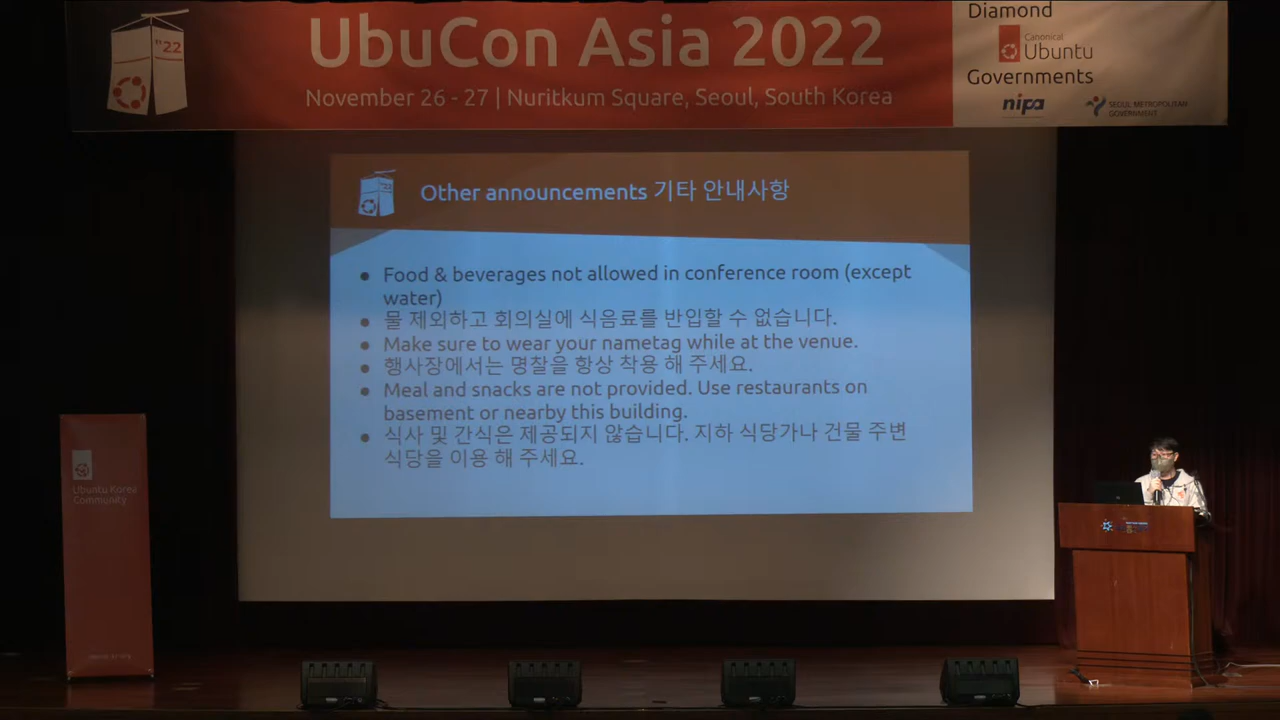 UbuCon Asia 2022
November 26 - 27 | Nuritkum Square, Seoul, South Korea
'22
Diamond
Canonical
Ubuntu
Governments
nipa
SEOUL METROPOLITAN
GOVERNMENT
'22
Other announcements 기타 안내사항
● Food & beverages not allowed in conference room (except
water)
● 물 제외하고 회의실에 식음료를 반입할 수 없습니다.
● Make sure to wear your nametag while at the venue.
● 행사장에서는 명찰을 항상 착용 해 주세요.
● Meal and snacks are not provided. Use restaurants on
basement or nearby this building.
● 식사 및 간식은 제공되지 않습니다. 지하 식당가나 건물 주변
식당을 이용 해 주세요.
Ubuntu Korea
Community